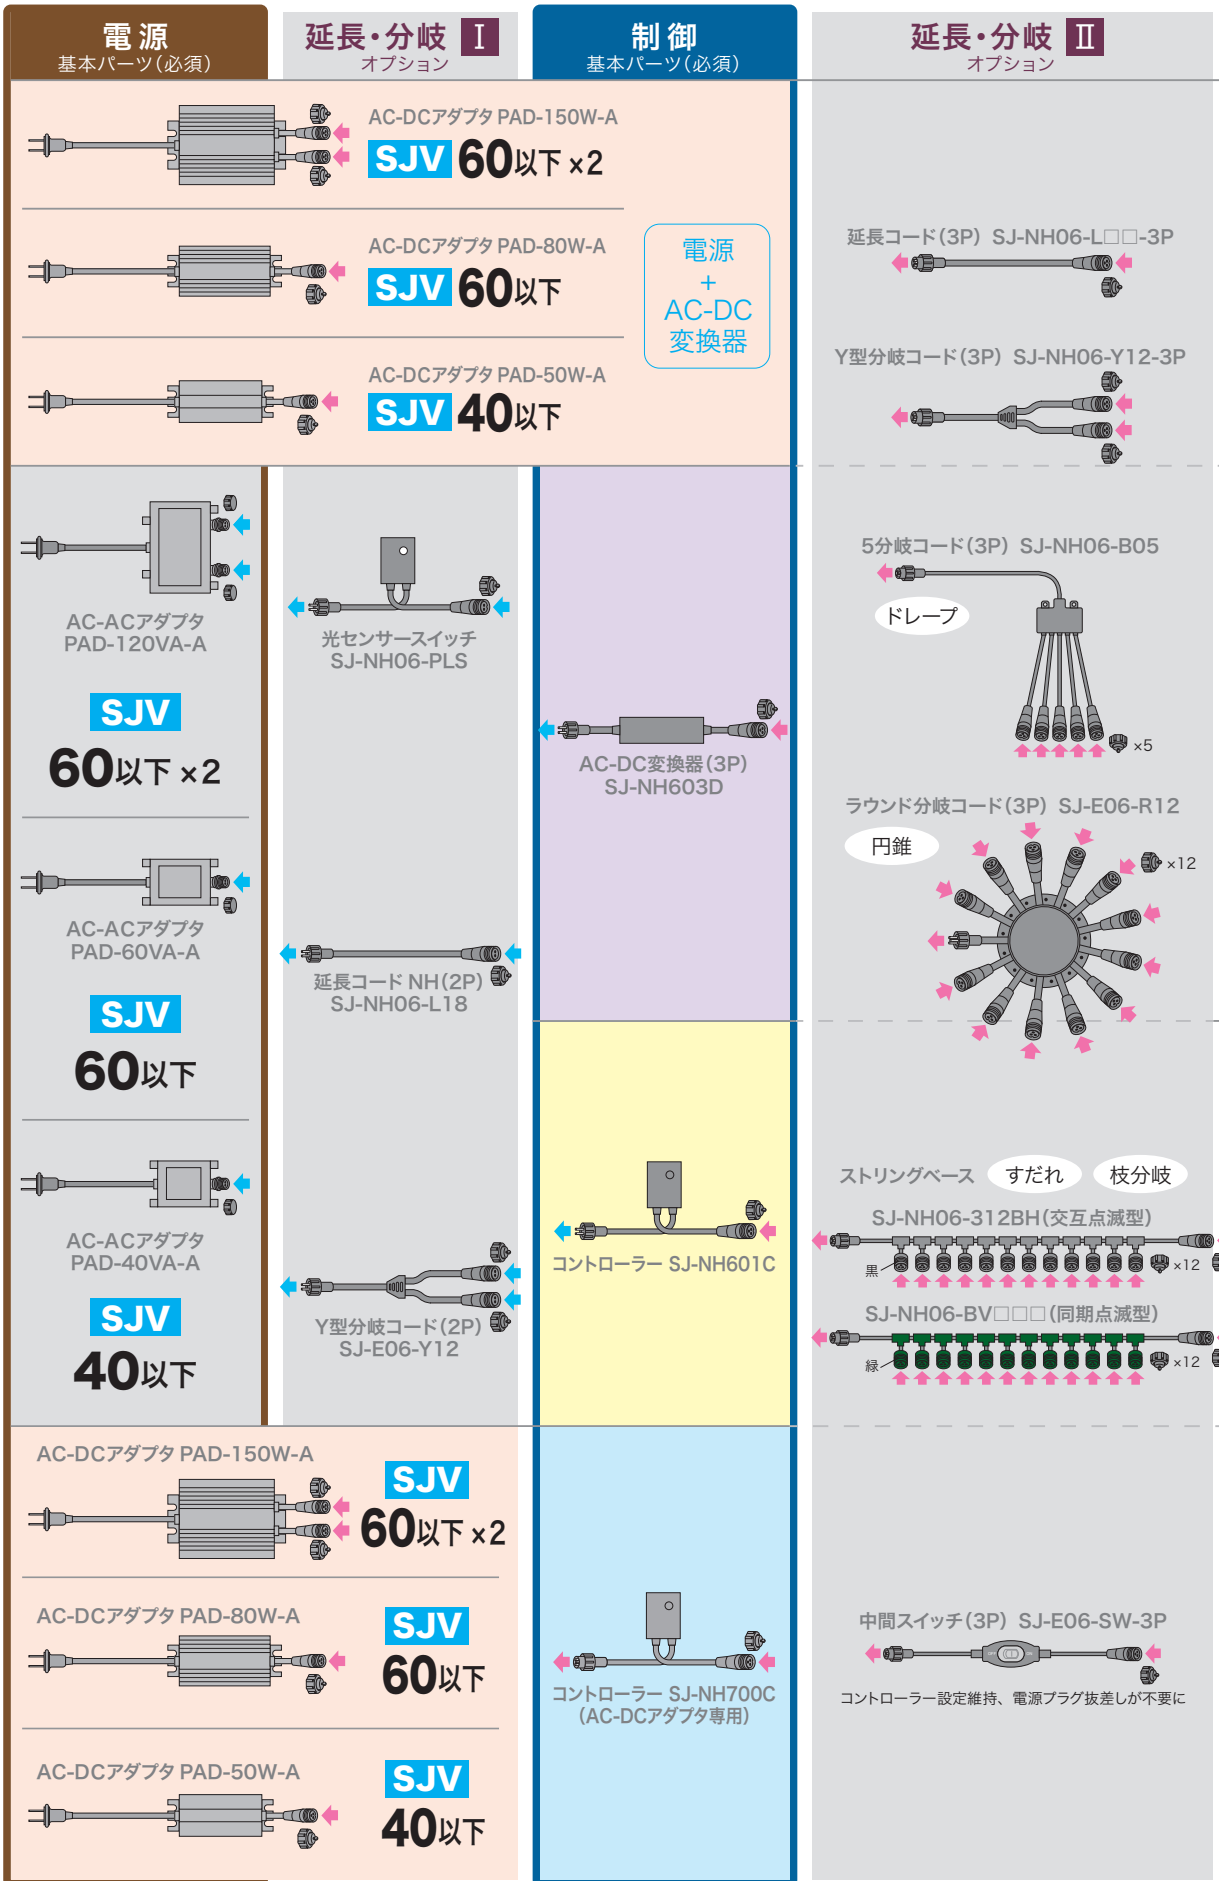 電源
基本パーツ(必須)
延長・分岐 Ⅰ
オプション
制御
基本パーツ(必須)
延長・分岐 Ⅱ
オプション
AC-DCアダプタ PAD-150W-A
SJV 60以下 ×2
AC-DCアダプタ PAD-80W-A
SJV 60以下
AC-DCアダプタ PAD-50W-A
SJV 40以下
電源
+
AC-DC
変換器
延長コード(3P) SJ-NH06-L□□-3P
Y型分岐コード(3P) SJ-NH06-Y12-3P
AC-ACアダプタ
PAD-120VA-A
SJV
60以下 ×2
AC-ACアダプタ
PAD-60VA-A
SJV
60以下
AC-ACアダプタ
PAD-40VA-A
SJV
40以下
光センサースイッチ
SJ-NH06-PLS
延長コード NH(2P)
SJ-NH06-L18
Y型分岐コード(2P)
SJ-E06-Y12
AC-DC変換器(3P)
SJ-NH603D
コントローラー SJ-NH601C
5分岐コード(3P) SJ-NH06-B05
ドレープ
×5
ラウンド分岐コード(3P) SJ-E06-R12
円錐
×12
ストリングベース すだれ 枝分岐
SJ-NH06-312BH(交互点滅型)
黒
×12
SJ-NH06-BV□□□(同期点滅型)
緑
×12
AC-DCアダプタ PAD-150W-A
SJV
60以下 ×2
AC-DCアダプタ PAD-80W-A
SJV
60以下
AC-DCアダプタ PAD-50W-A
SJV
40以下
コントローラー SJ-NH700C
(AC-DCアダプタ専用)
中間スイッチ(3P) SJ-E06-SW-3P
コントローラー設定維持、電源プラグ抜差しが不要に